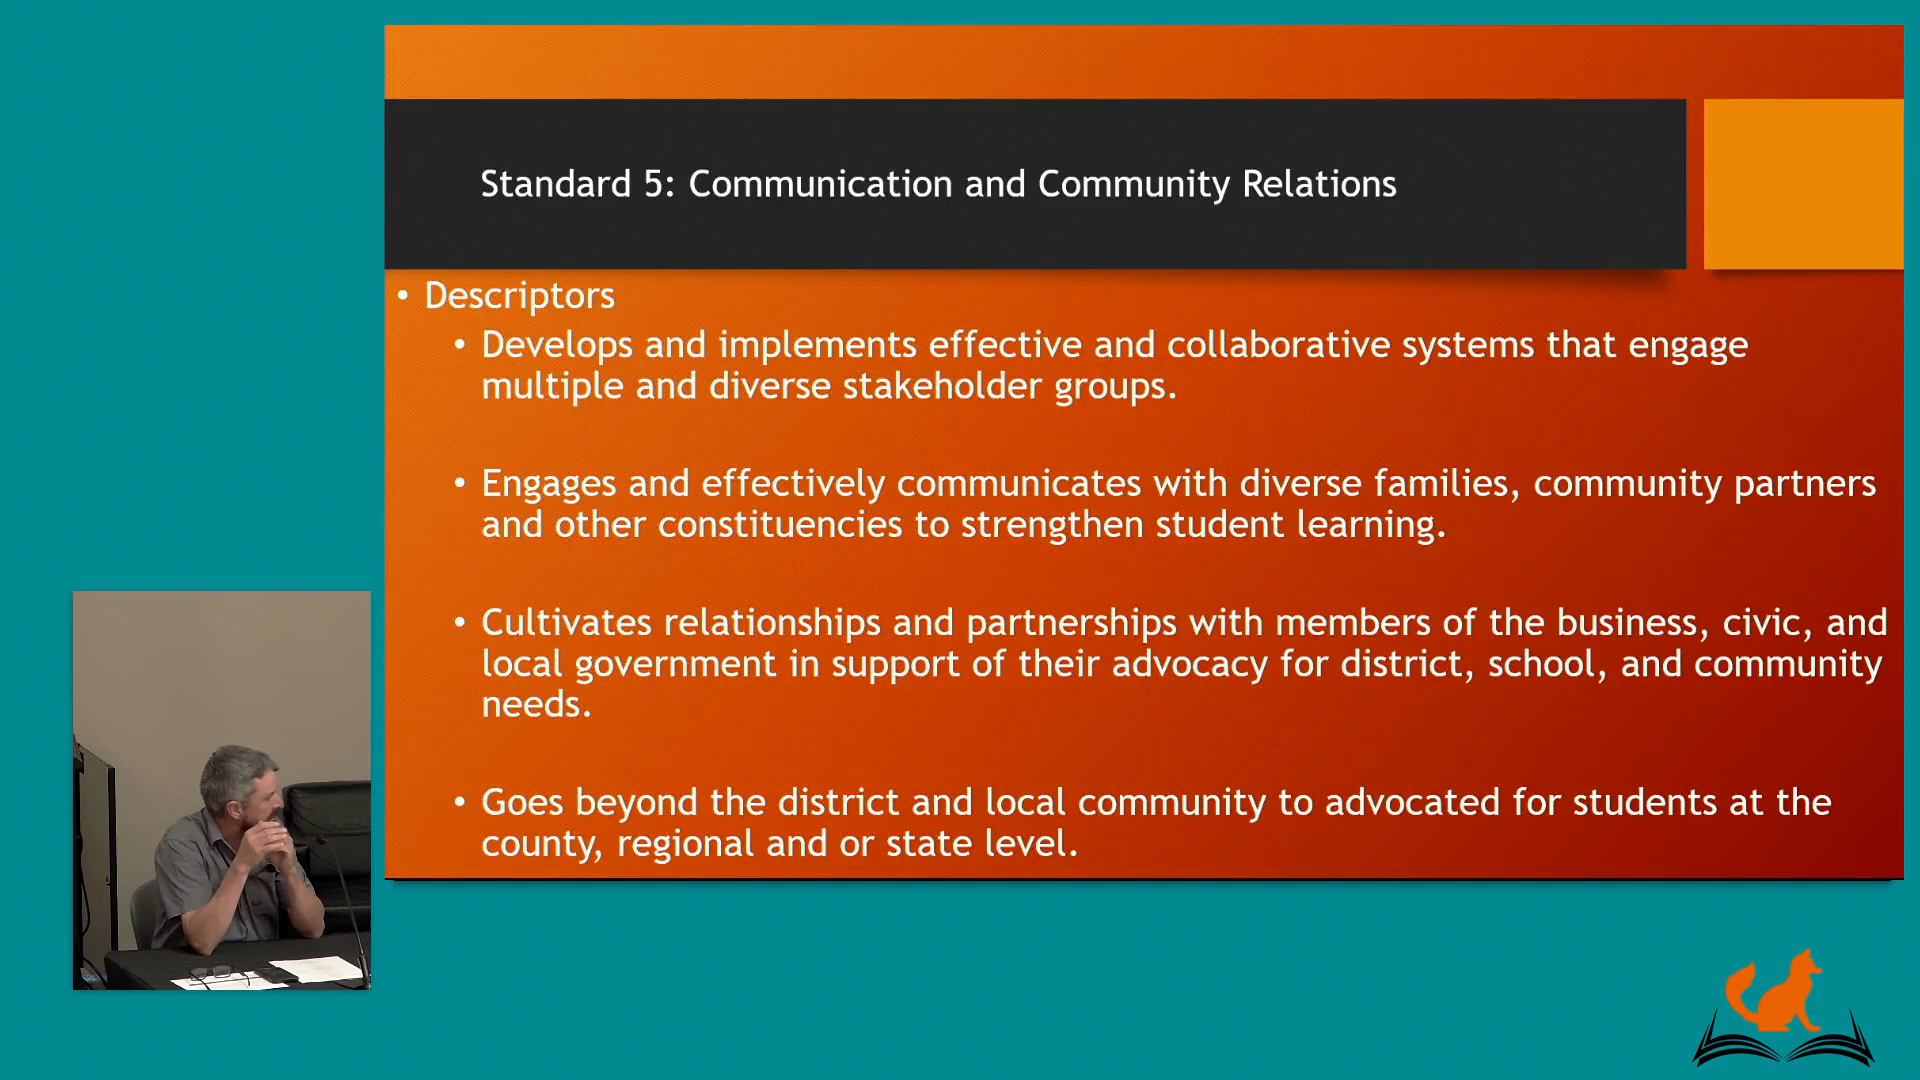 Standard 5: Communication and Community Relations
• Descriptors
• Develops and implements effective and collaborative systems that engage
multiple and diverse stakeholder groups.
• Engages and effectively communicates with diverse families, community partners
and other constituencies to strengthen student learning.
• Cultivates relationships and partnerships with members of the business, civic, and
local government in support of their advocacy for district, school, and community
needs.
• Goes beyond the district and local community to advocated for students at the
county, regional and or state level.